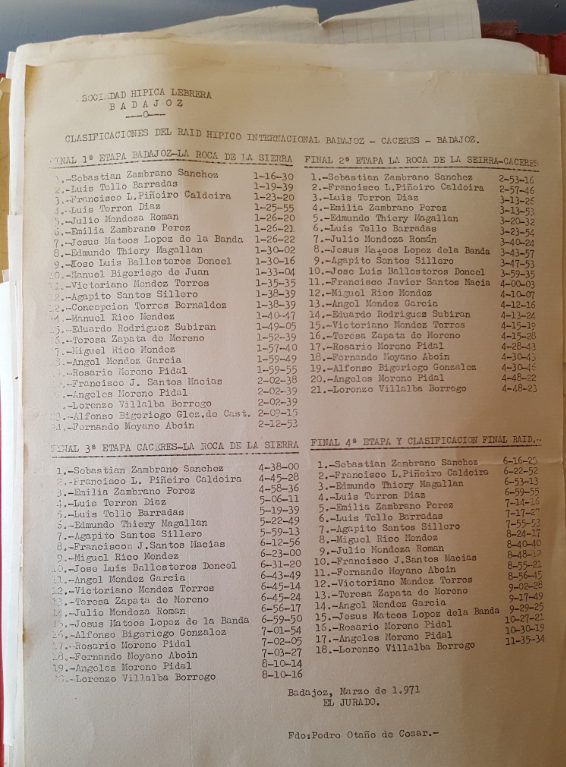 SOCIEDAD HIPICA LEBRERA
B A D A J O Z
----O----
CLASIFICACIONES DEL RAID HIPICO INTERNACIONAL BADAJOZ - CACERES - BADAJOZ.
FINAL 1ª ETAPA BADAJOZ-LA ROCA DE LA SIERRA
1.-Sebastian Zambrano Sanchez 1-16-30
2.-Luis Tello Barradas 1-19-39
3.-Francisco L.Piñeiro Caldeira 1-23-20
4.-Luis Torron Diaz 1-25-55
5.-Julio Mendoza Roman 1-26-20
6.-Emilia Zambrano Perez 1-26-21
7.-Jesus Mateos Lopez de la Banda 1-26-22
8.-Edmundo Thiery Magallan 1-30-02
9.-Xose Luis Ballesteros Doncel 1-30-16
10.-Manuel Bigeriego de Juan 1-33-04
11.-Victoriano Mendez Torres 1-35-35
12.-Agapito Santos Sillero 1-38-39
12.-Concepcion Torres Bernaldez 1-38-39
14.-Manuel Rico Mendez 1-40-47
15.-Eduardo Rodriguez Subiran 1-49-05
16.-Teresa Zapata de Moreno 1-52-39
17.-Miguel Rico Mendez 1-57-40
18.-Angel Mendez Garcia 1-59-49
19.-Rosario Moreno Pidal 1-59-55
20.-Francisco J. Santos Macias 2-02-38
21.-Angeles Moreno Pidal 2-02-39
22.-Lorenzo Villalba Borrego 2-02-39
23.-Alfonso Bigeriego Glez.de Cast. 2-09-15
24.-Fernando Moyano Aboin 2-12-53
FINAL 2ª ETAPA LA ROCA DE LA SEIRRA-CACERES
1.-Sebastian Zambrano Sanchez 2-53-16
2.-Francisco L.Piñeiro Caldeira 2-57-46
3.-Luis Torron Diaz 3-13-26
4.-Emilia Zambrano Perez 3-13-53
5.-Edmundo Thiery Magallan 3-20-32
6.-Luis Tello Barradas 3-23-54
7.-Julio Mendoza Román 3-40-24
8.-Jesus Mateos Lopez dela Banda 3-43-57
9.-Agapito Santos Sillero 3-47-53
10.-Jose Luis Ballesteros Doncel 3-59-35
11.-Francisco Javier Santos Macia 4-00-03
12.-Miguel Rico Mendez 4-10-07
13.-Angel Mendez Garcia 4-12-16
14.-Eduardo Rodriguez Subiran 4-13-24
15.-Victoriano Mendez Torres 4-15-19
16.-Teresa Zapata de Moreno 4-15-28
17.-Rosario Moreno Pidal 4-28-43
18.-Fernando Moyano Aboin 4-30-43
19.-Alfonso Bigeriego Gonzalez 4-30-46
20.-Angeles Moreno Pidal 4-48-22
21.-Lorenzo Villalba Borrego 4-48-23
FINAL 3ª ETAPA CACERES-LA ROCA DE LA SIERRA
1.-Sebastian Zambrano Sanchez 4-38-00
2.-Francisco L. Piñeiro Caldeira 4-45-28
3.-Emilia Zambrano Perez 4-58-36
4.-Luis Torron Diaz 5-06-11
5.-Luis Tello Barradas 5-19-39
6.-Edmundo Thiery Magallan 5-22-49
7.-Agapito Santos Sillero 5-59-13
8.-Francisco J.Santos Macias 6-12-56
9.-Miguel Rico Mendez 6-23-00
10.-Jose Luis Ballesteros Doncel 6-31-20
11.-Angel Mendez Garcia 6-43-49
12.-Victoriano Mendez Torres 6-45-14
13.-Teresa Zapata de Moreno 6-45-24
14.-Julio Mendoza Roman 6-56-17
15.-Jesus Mateos Lopez de la Banda 6-59-50
16.-Alfonso Bigeriego Gonzalez 7-01-54
17.-Rosario Moreno Pidal 7-02-05
18.-Fernando Moyano Aboin 7-03-27
19.-Angeles Moreno Pidal 8-10-14
20.-Lorenzo Villalba Borrego 8-10-16
FINAL 4ª ETAPA Y CLASIFICACION FINAL RAID.-
1.-Sebastian Zambrano Sanchez 6-16-25
2.-Francisco L. Piñeiro Caldeira 6-22-52
3.-Edmundo Thiery Magallan 6-53-13
4.-Luis Torron Diaz 6-59-55
5.-Emilia Zambrano Perez 7-14-16
6.-Luis Tello Barradas 7-17-27
7.-Agapito Santos Sillero 7-55-53
8.-Miguel Rico Mendez 8-24-17
9.-Julio Mendoza Roman 8-40-40
10.-Francisco J.Santos Macias 8-48-39
11.-Fernando Moyano Aboin 8-55-21
12.-Victoriano Mendez Torres 8-56-45
13.-Teresa Zapata de Moreno 9-02-28
14.-Angel Mendez Garcia 9-17-49
15.-Jesus Mateos Lopez dela Banda 9-29-25
16.-Rosario Moreno Pidal 10-27-21
17.-Angeles Moreno Pidal 10-30-19
18.-Lorenzo Villalba Borrego 11-35-34
Badajoz, Marzo de 1.971
EL JURADO.
Fdo:Pedro Otaño de Cozar.-